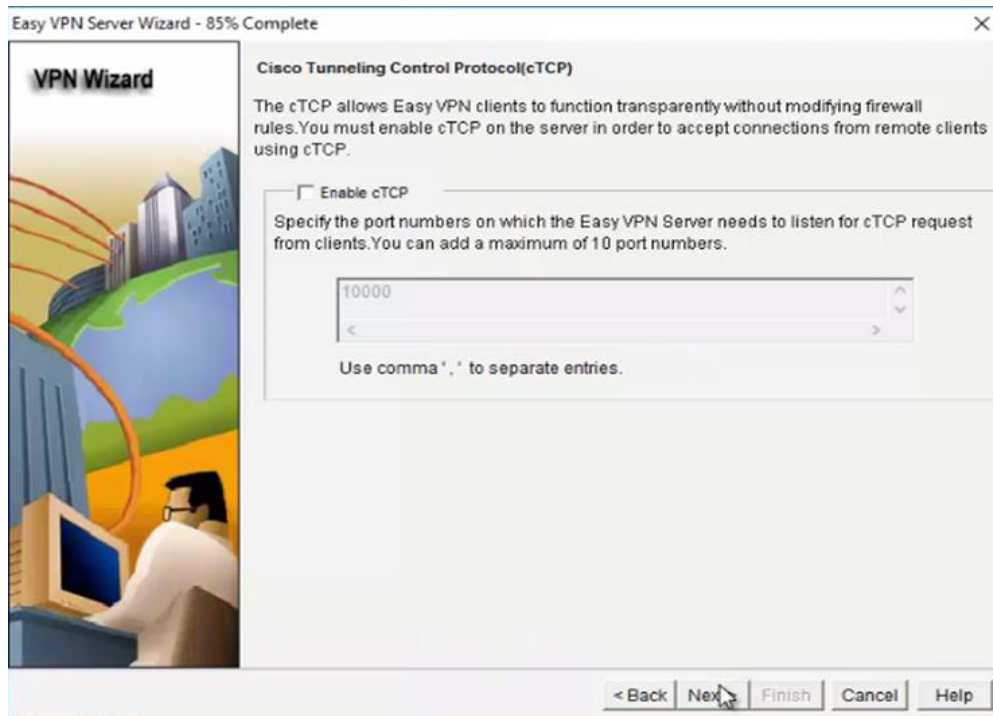 Easy VPN Server Wizard - 85% Complete
VPN Wizard
Cisco Tunneling Control Protocol(cTCP)
The cTCP allows Easy VPN clients to function transparently without modifying firewall
rules.You must enable cTCP on the server in order to accept connections from remote clients
using cTCP.
Enable cTCP
Specify the port numbers on which the Easy VPN Server needs to listen for cTCP request
from clients.You can add a maximum of 10 port numbers.
10000
Use comma ' , ' to separate entries.
< Back
Finish
Cancel
Help